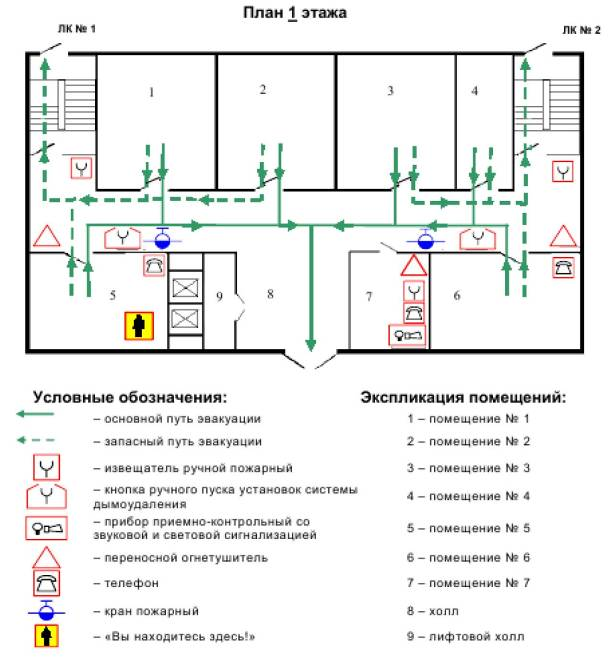 План 1 этажа
ЛК № 1
ЛК № 2
1
2
3
4
5
9
8
7
6
Условные обозначения:
– основной путь эвакуации
– запасный путь эвакуации
– извещатель ручной пожарный
– кнопка ручного пуска установок системы
дымоудаления
– прибор приемно-контрольный со
звуковой и световой сигнализацией
– переносной огнетушитель
– телефон
– кран пожарный
– «Вы находитесь здесь!»
Экспликация помещений:
1 – помещение № 1
2 – помещение № 2
3 – помещение № 3
4 – помещение № 4
5 – помещение № 5
6 – помещение № 6
7 – помещение № 7
8 – холл
9 – лифтовой холл